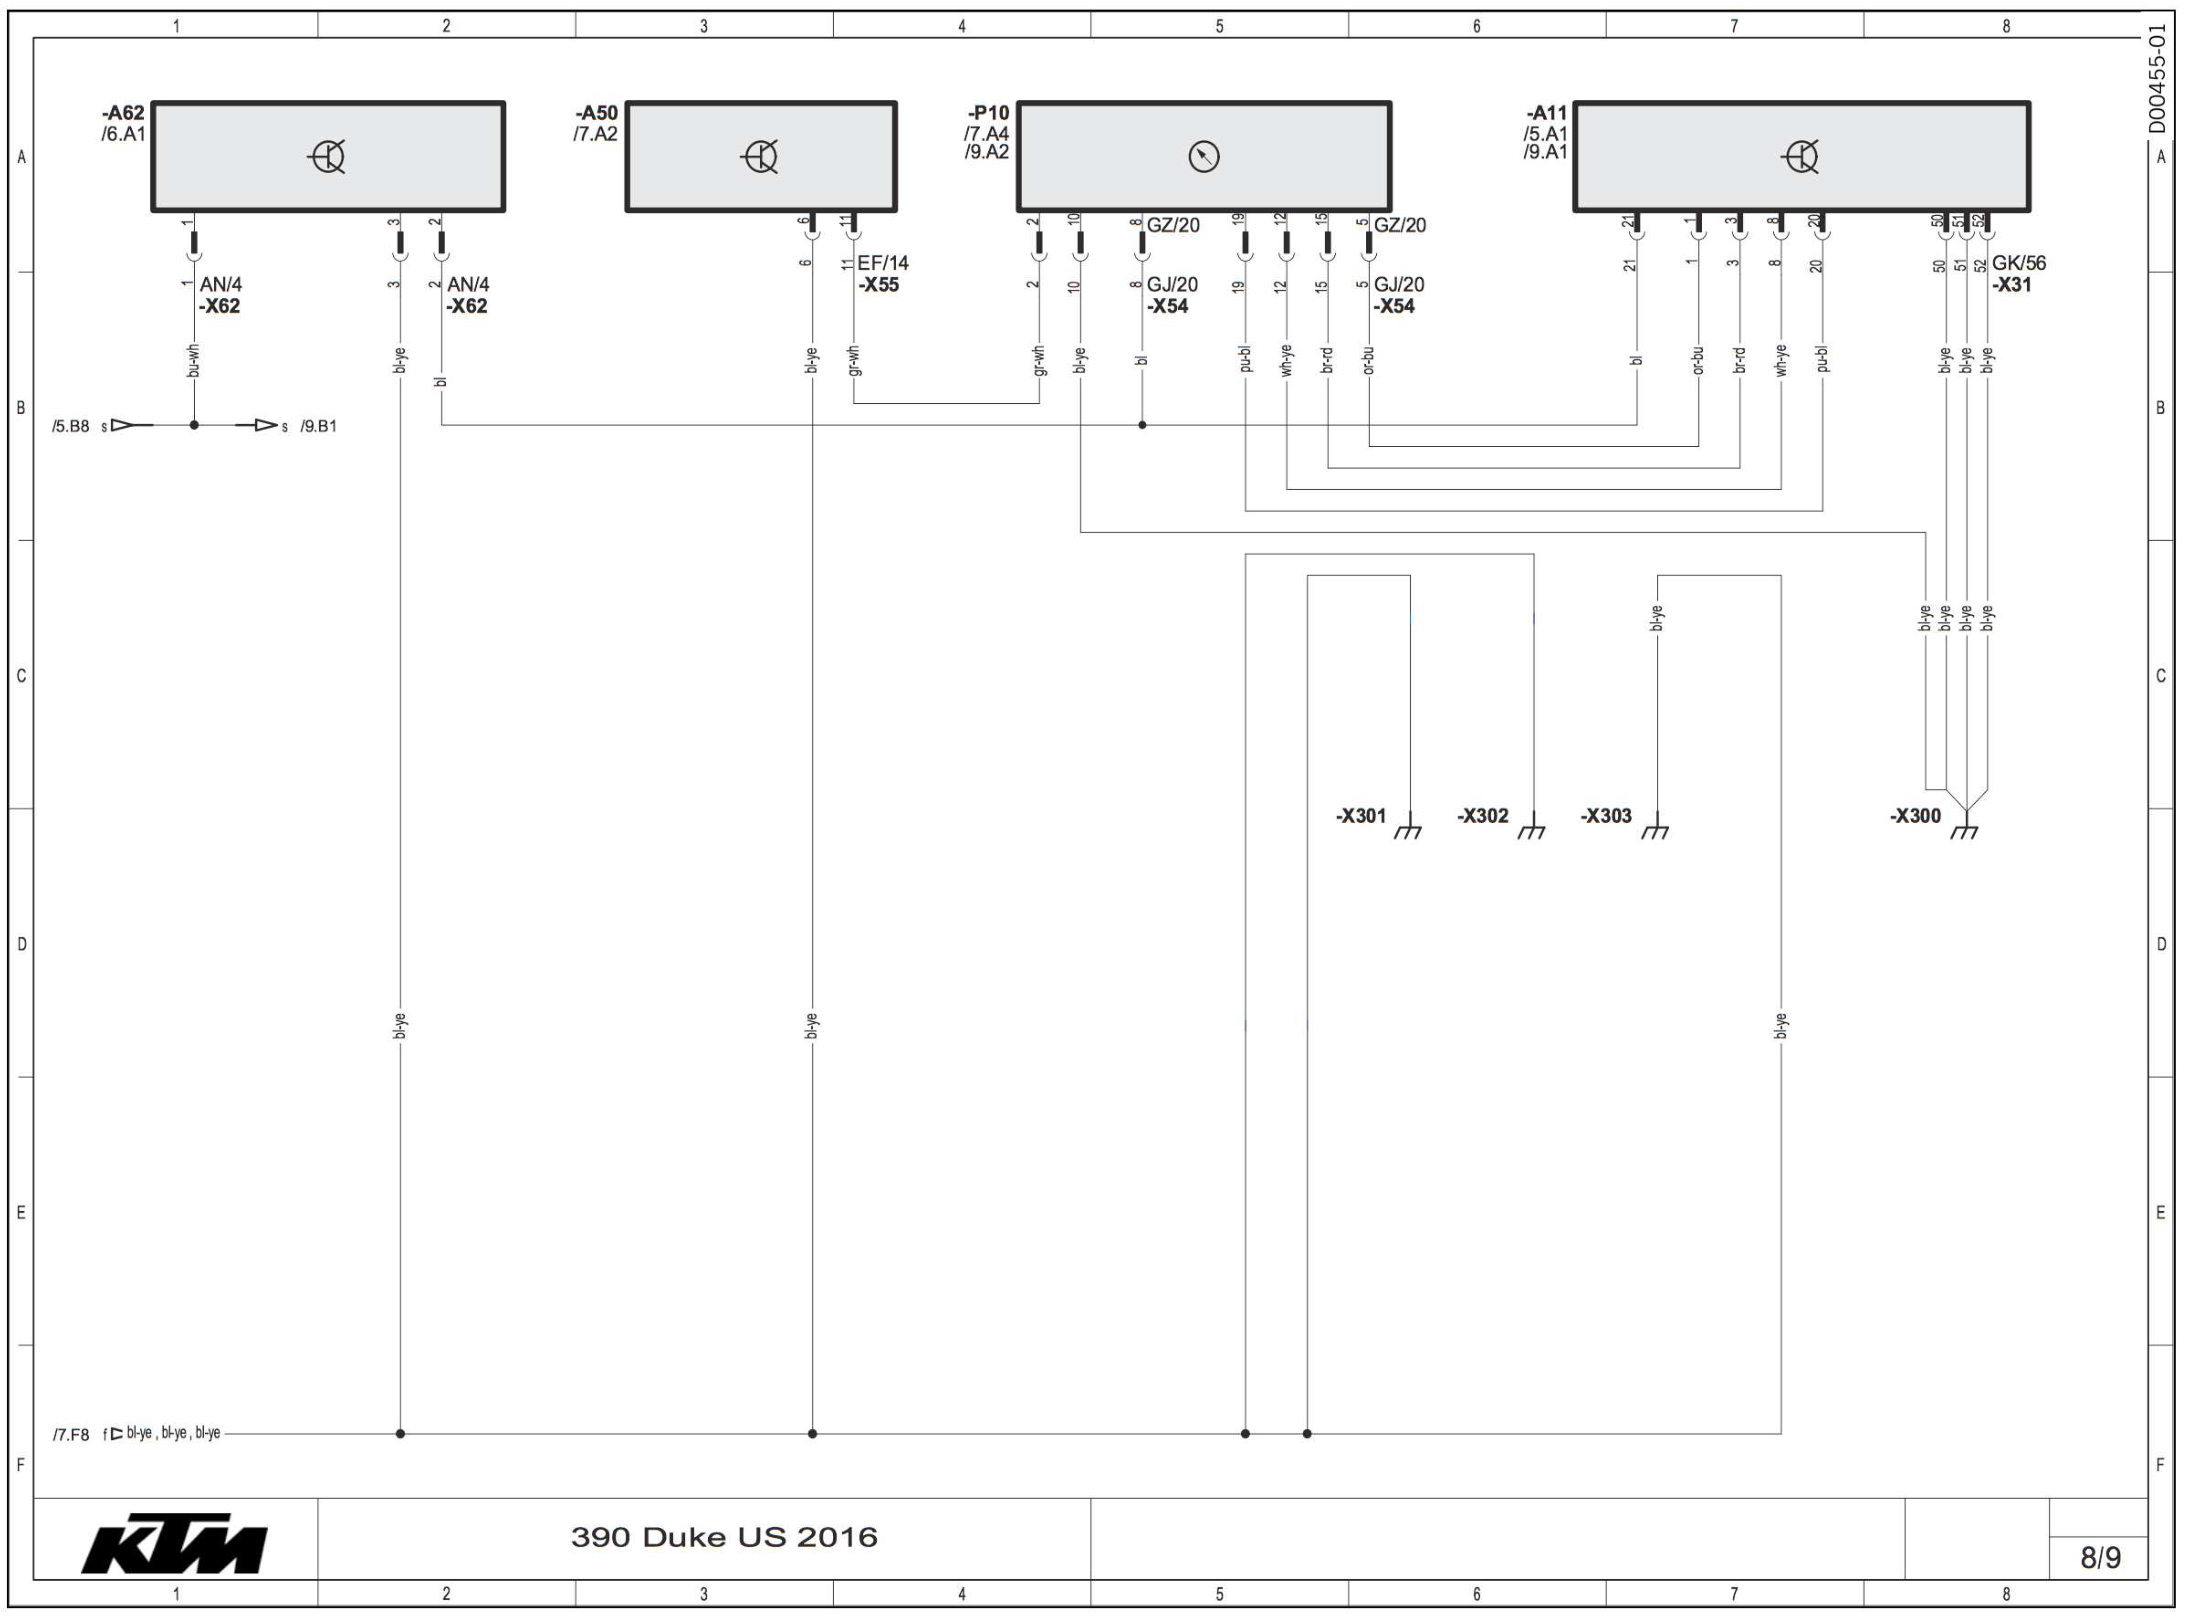 1 2 3 4 5 6 7 8
D00455-01
A A
-A62
/6.A1
-A50
/7.A2
-P10
/7.A4
/9.A2
-A11
/5.A1
/9.A1
1 3 2 6 11 2 10 8 GZ/20 19 12 15 5 GZ/20 21 1 3 8 20 50 51 52
6 11 EF/14 21 1 3 8 20 50 51 52 GK/56
-X55 -X31
1 AN/4 3 2 AN/4 2 10 8 GJ/20 19 12 15 5 GJ/20
-X62 -X62 -X54 -X54
bu-wh bl-ye bl bl-ye gr-wh gr-wh bl-ye bl pu-bl wh-ye br-rd or-bu bl or-bu br-rd wh-ye pu-bl bl-ye bl-ye bl-ye
B B
/5.B8 s s /9.B1
bl-ye bl-ye bl-ye bl-ye bl-ye
C C
-X301 -X302 -X303 -X300
D D
bl-ye bl-ye bl-ye
E E
/7.F8 f bl-ye , bl-ye , bl-ye
F F
KTM 390 Duke US 2016
8/9
1 2 3 4 5 6 7 8